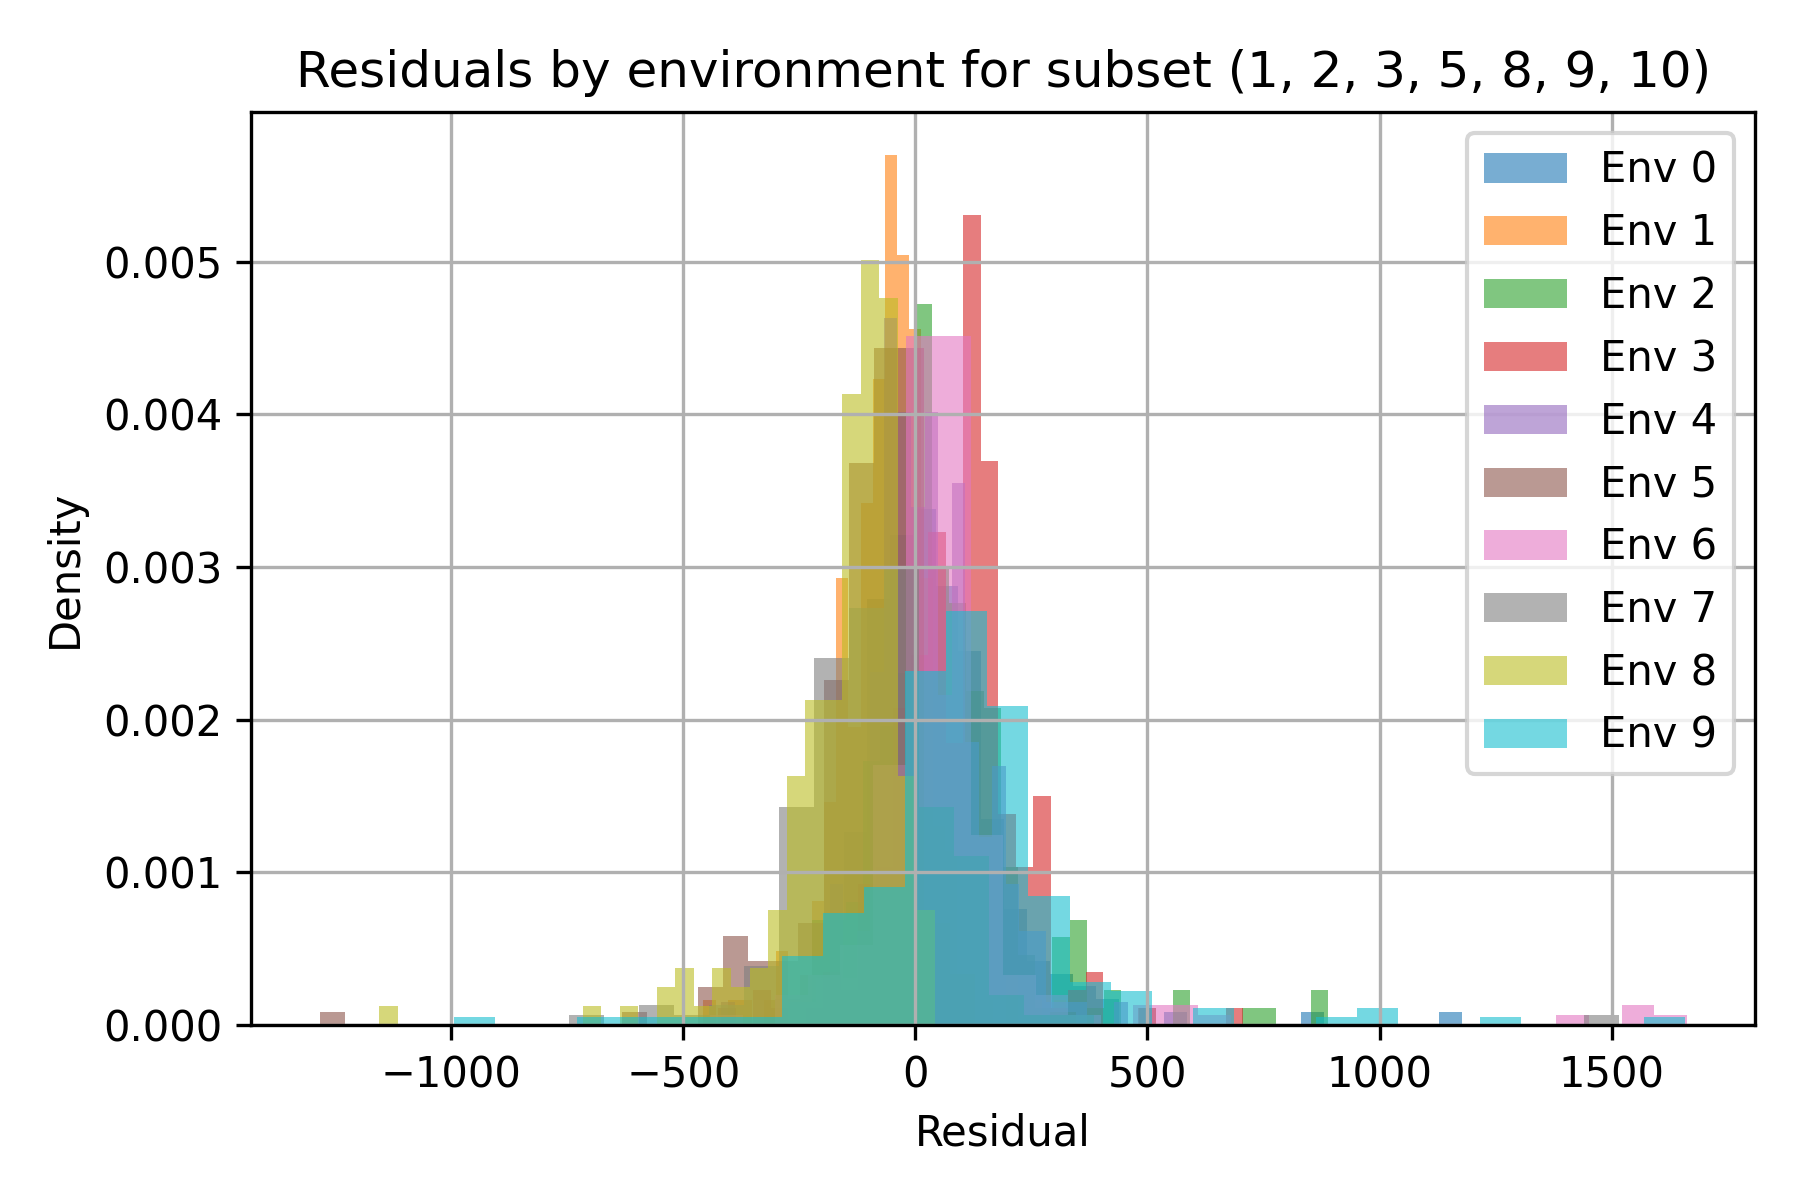 Residuals by environment for subset (1, 2, 3, 5, 8, 9, 10)
Env 0
Env 1
Env 2
Env 3
Env 4
Env 5
Env 6
Env 7
Env 8
Env 9
Density
0.005
0.004
0.003
0.002
0.001
0.000
−1000 −500 0 500 1000 1500
Residual